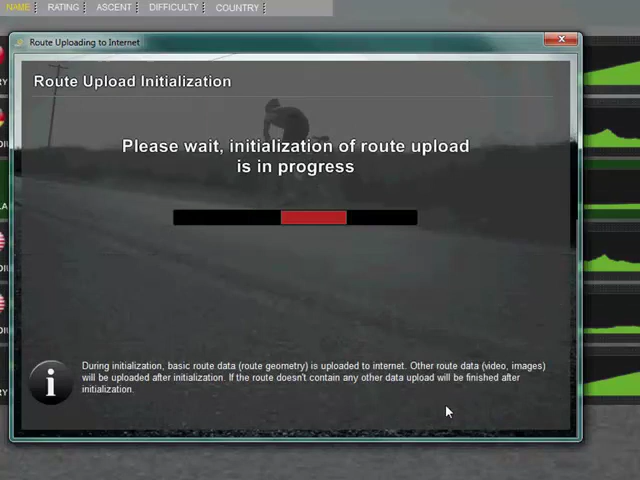 NAME RATING ASCENT DIFFICULTY COUNTRY
Route Uploading to Internet
Route Upload Initialization
Please wait, initialization of route upload
is in progress
During initialization, basic route data (route geometry) is uploaded to internet. Other route data (video, images)
will be uploaded after initialization. If the route doesn't contain any other data upload will be finished after
initialization.